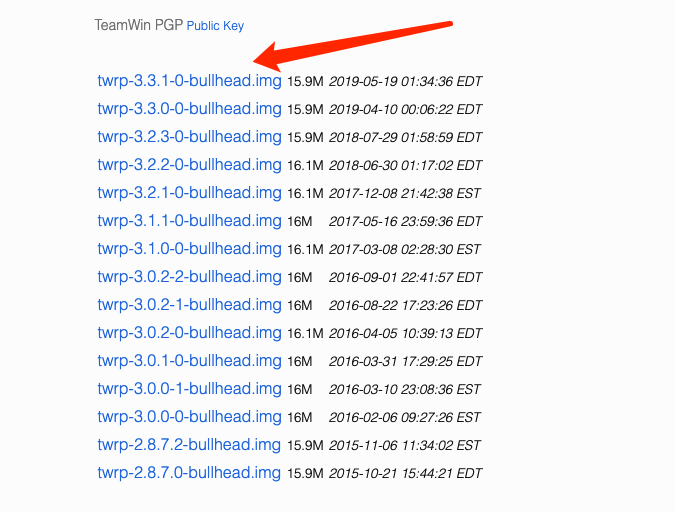 TeamWin PGP Public Key
twrp-3.3.1-0-bullhead.img 15.9M 2019-05-19 01:34:36 EDT
twrp-3.3.0-0-bullhead.img 15.9M 2019-04-10 00:06:22 EDT
twrp-3.2.3-0-bullhead.img 15.9M 2018-07-29 01:58:59 EDT
twrp-3.2.2-0-bullhead.img 16.1M 2018-06-30 01:17:02 EDT
twrp-3.2.1-0-bullhead.img 16.1M 2017-12-08 21:42:38 EST
twrp-3.1.1-0-bullhead.img 16M 2017-05-16 23:59:36 EDT
twrp-3.1.0-0-bullhead.img 16.1M 2017-03-08 02:28:30 EST
twrp-3.0.2-2-bullhead.img 16M 2016-09-01 22:41:57 EDT
twrp-3.0.2-1-bullhead.img 16M 2016-08-22 17:23:26 EDT
twrp-3.0.2-0-bullhead.img 16.1M 2016-04-05 10:39:13 EDT
twrp-3.0.1-0-bullhead.img 16M 2016-03-31 17:29:25 EDT
twrp-3.0.0-1-bullhead.img 16M 2016-03-10 23:08:36 EST
twrp-3.0.0-0-bullhead.img 16M 2016-02-06 09:27:26 EST
twrp-2.8.7.2-bullhead.img 15.9M 2015-11-06 11:34:02 EST
twrp-2.8.7.0-bullhead.img 15.9M 2015-10-21 15:44:21 EDT